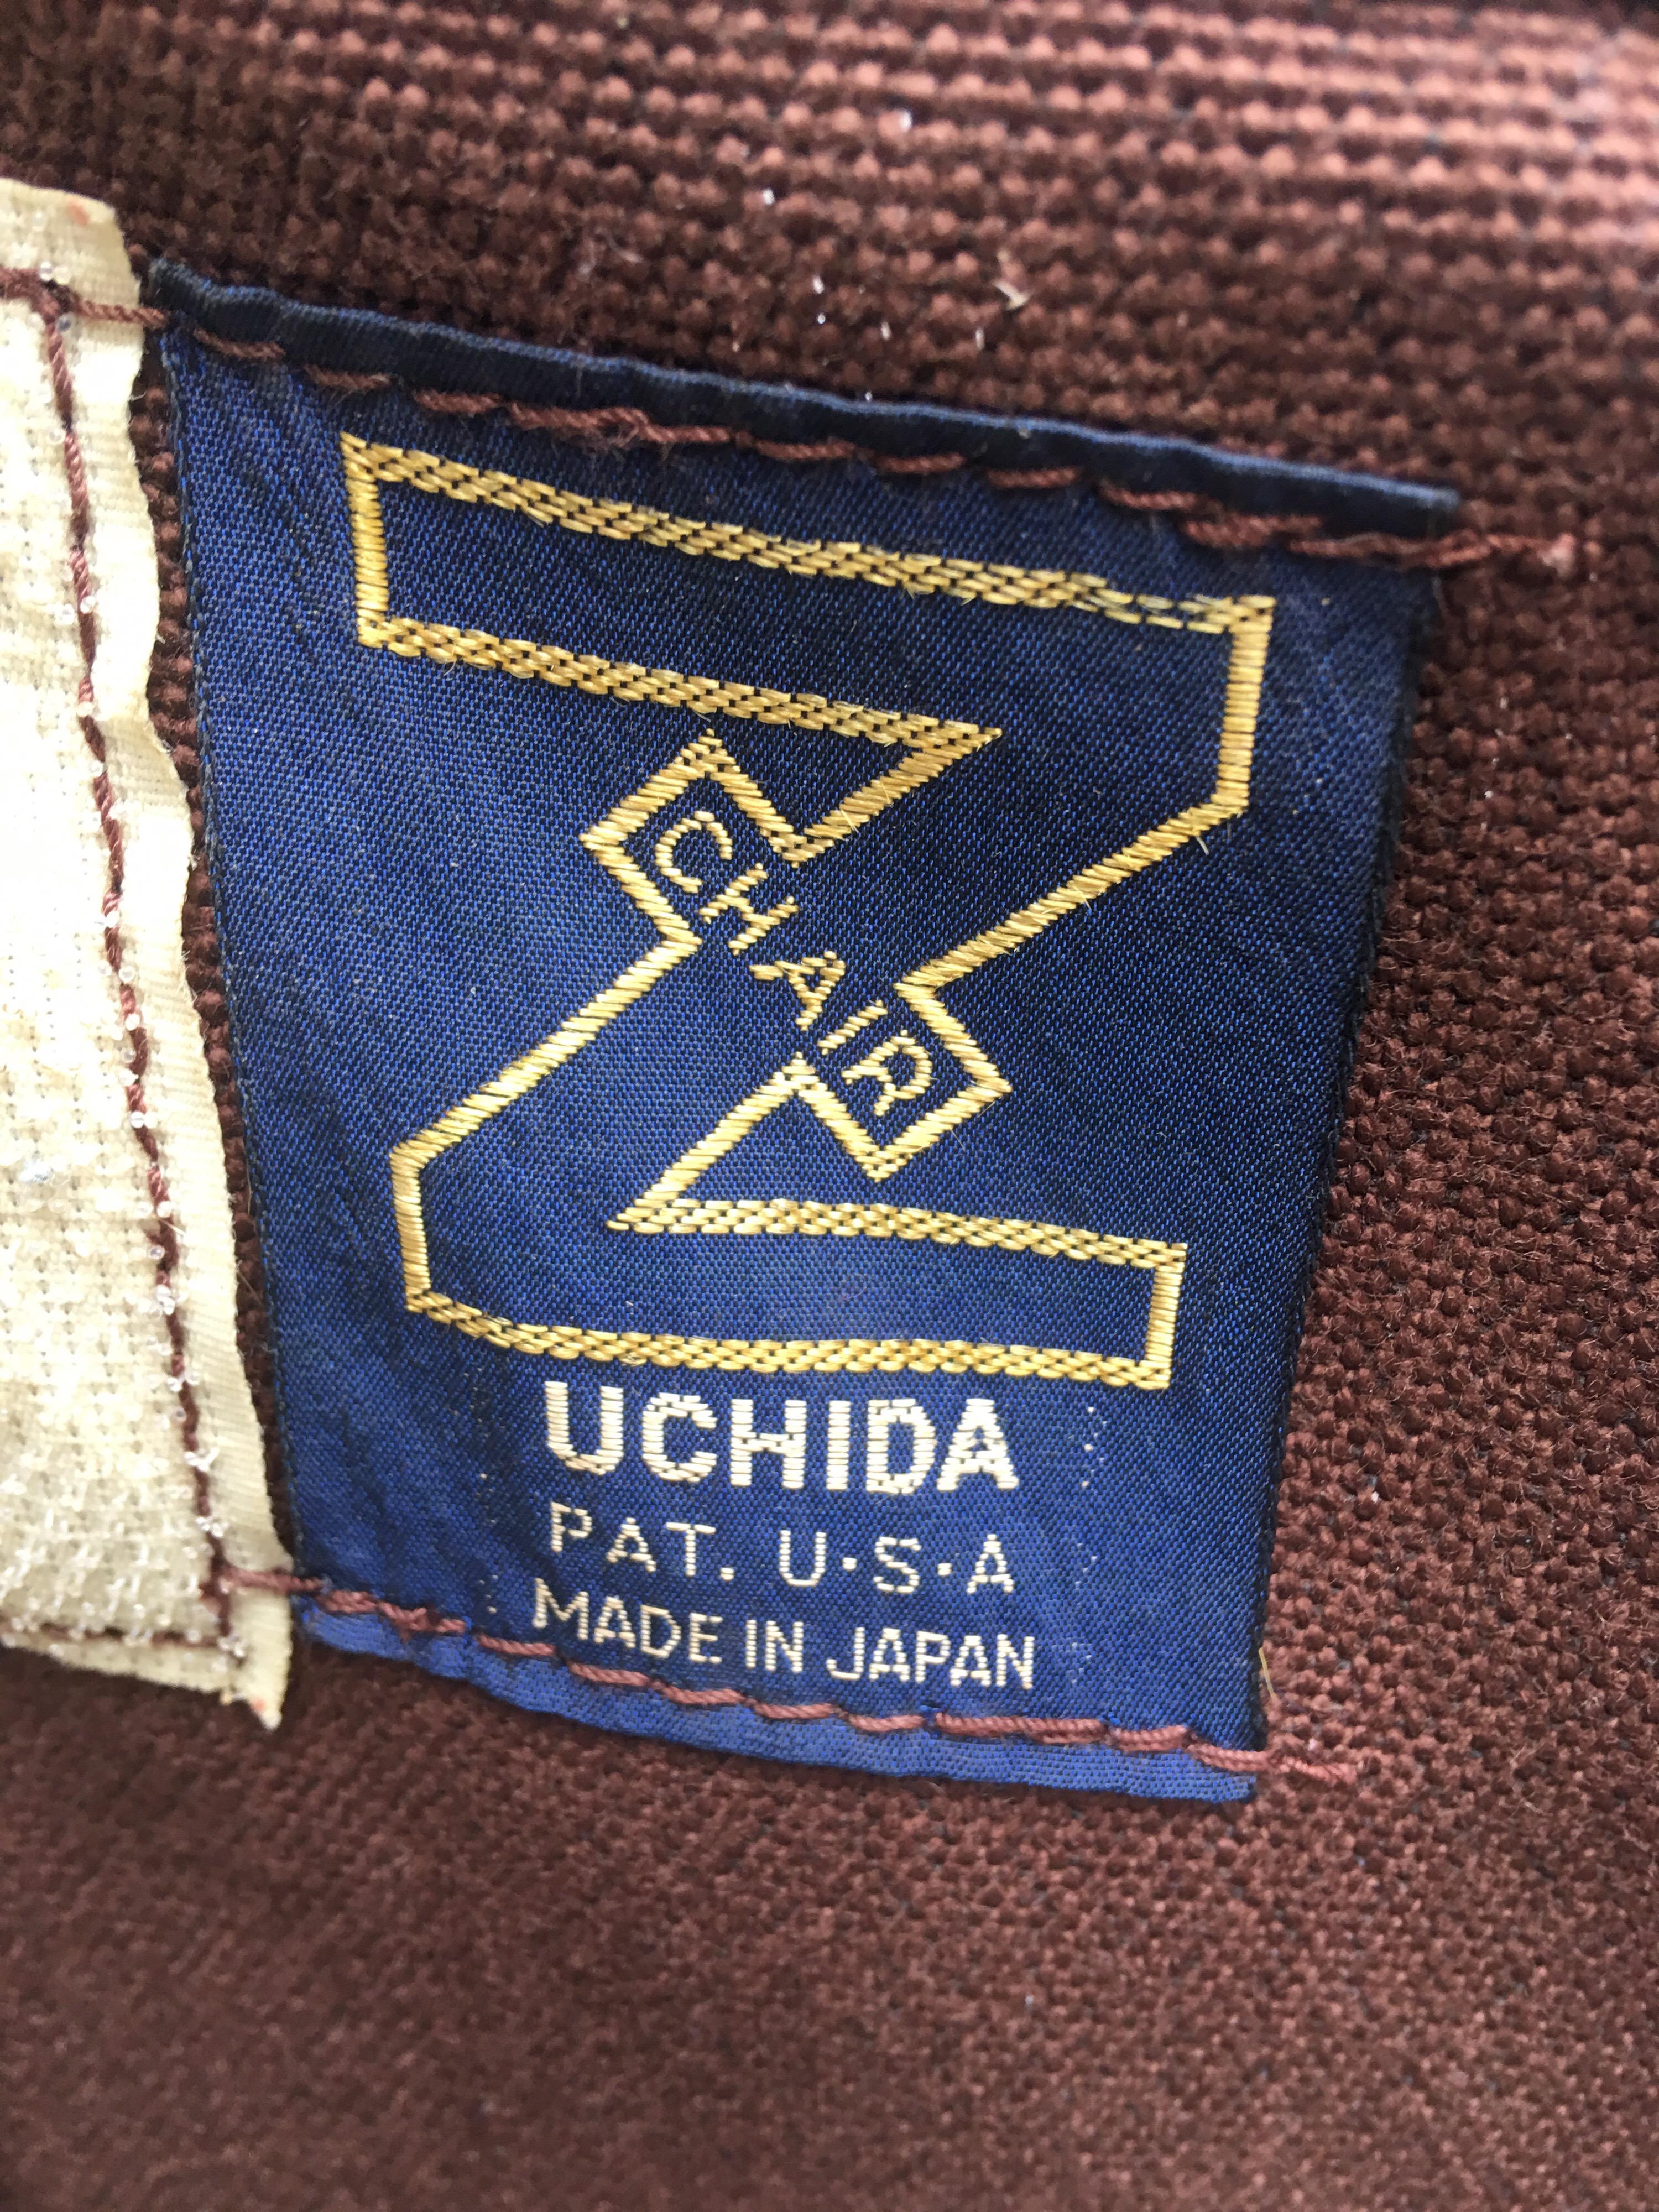 Z
CHAIR
UCHIDA
PAT. U·S·A
MADE IN JAPAN